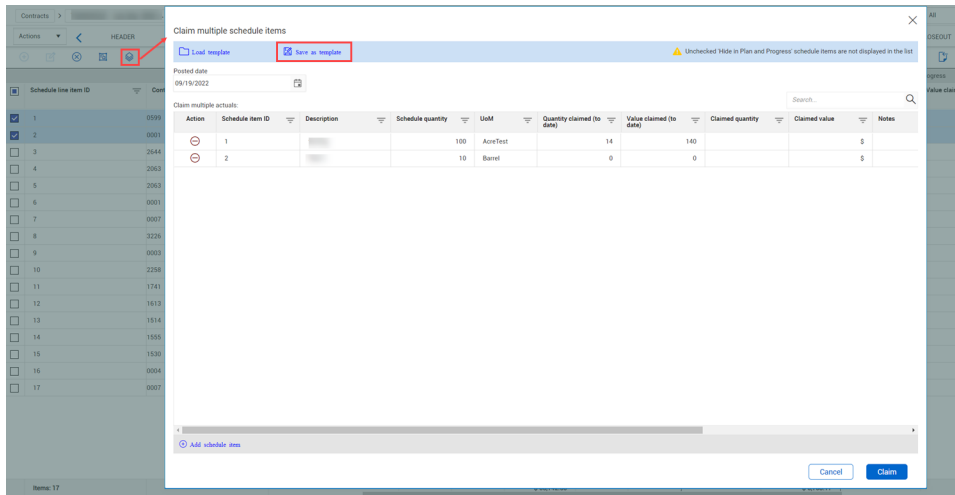 Contracts >
All
Actions HEADER
CLOSEOUT
Schedule line item ID
Progress
Value clai
1 0599
2 0001
3 2644
4 2063
5 2063
6 0001
7 0007
8 3226
9 0003
10 2258
11 1741
12 1613
13 1514
14 1555
15 1530
16 0004
17 0007
Items: 17
Claim multiple schedule items
Load template
Save as template
Unchecked 'Hide in Plan and Progress' schedule items are not displayed in the list
Posted date
09/19/2022
Search..
Claim multiple actuals:
Action Schedule item ID Description Schedule quantity UoM Quantity claimed (to date) Value claimed (to date) Claimed quantity Claimed value Notes
1 100 AcreTest 14 140 $
2 10 Barrel 0 0 $
Add schedule item
Cancel Claim